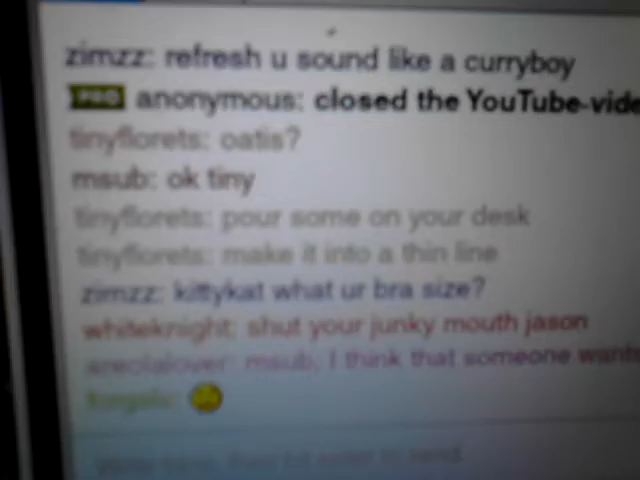 zimzz: refresh u sound like a curryboy
PRO anonymous: closed the YouTube-vide
tinyflorets: oatis?
msub: ok tiny
tinyflorets: pour some on your desk
tinyflorets: make it into a thin line
zimzz: kittykat what ur bra size?
whiteknight: shut your junky mouth jason
areolalover: msub, I think that someone wants